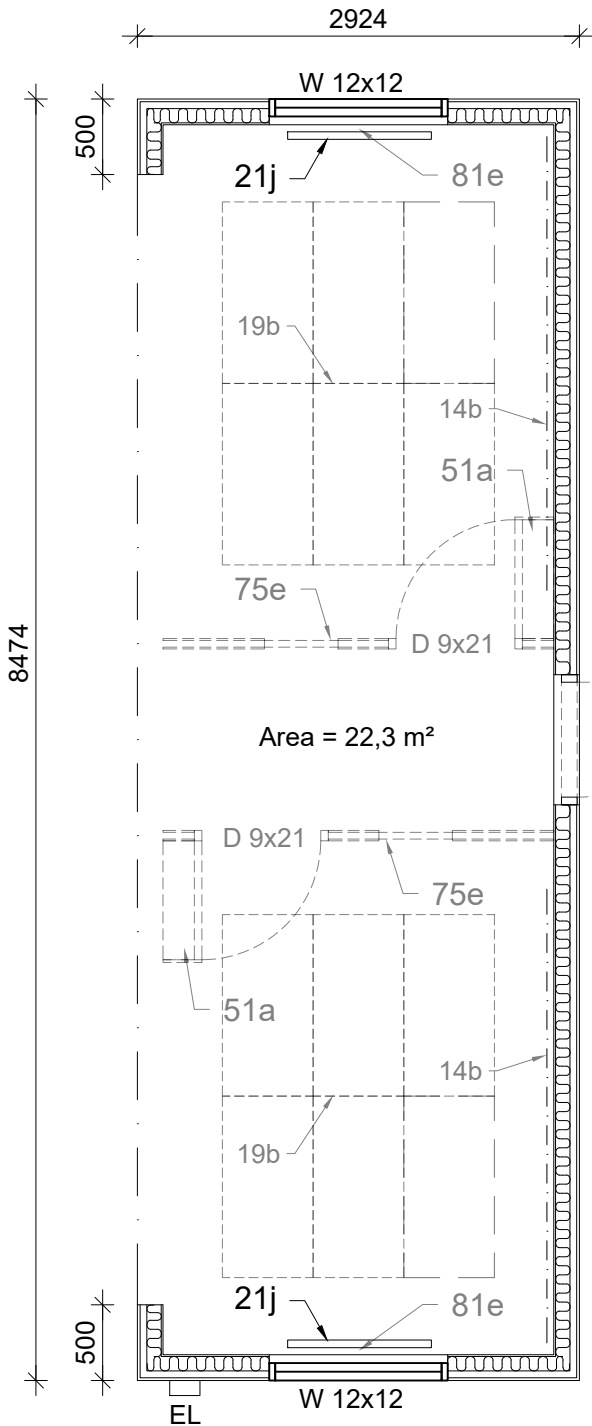 2924
W 12x12
500
21j
81e
19b
14b
51a
75e
D 9x21
8474
Area = 22,3 m²
D 9x21
75e
51a
14b
19b
21j
81e
500
W 12x12
EL